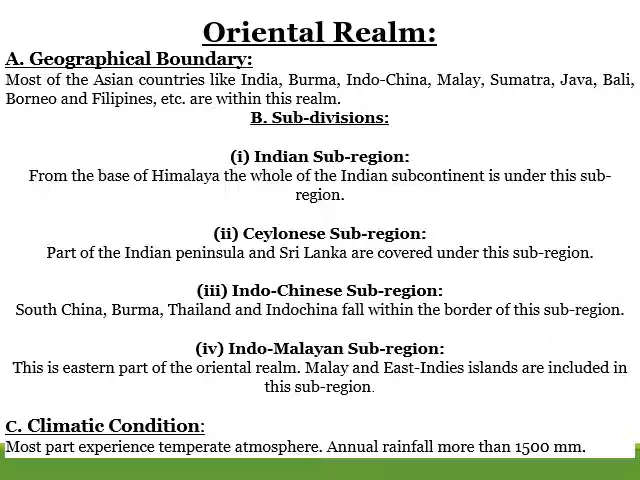 Oriental Realm:
A. Geographical Boundary:
Most of the Asian countries like India, Burma, Indo-China, Malay, Sumatra, Java, Bali,
Borneo and Filipines, etc. are within this realm.
B. Sub-divisions:
(i) Indian Sub-region:
From the base of Himalaya the whole of the Indian subcontinent is under this sub-
region.
(ii) Ceylonese Sub-region:
Part of the Indian peninsula and Sri Lanka are covered under this sub-region.
(iii) Indo-Chinese Sub-region:
South China, Burma, Thailand and Indochina fall within the border of this sub-region.
(iv) Indo-Malayan Sub-region:
This is eastern part of the oriental realm. Malay and East-Indies islands are included in
this sub-region.
C. Climatic Condition:
Most part experience temperate atmosphere. Annual rainfall more than 1500 mm.